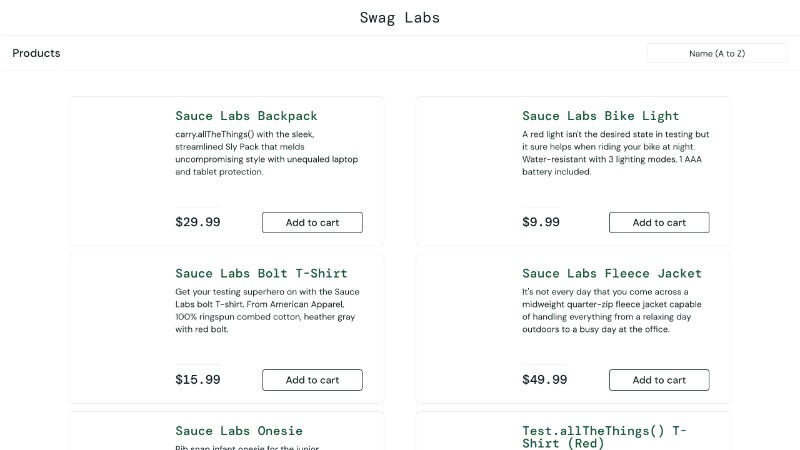 Swag Labs
Products
Name (A to Z)
Sauce Labs Backpack
carry.allTheThings() with the sleek,
streamlined Sly Pack that melds
uncompromising style with unequaled laptop
and tablet protection.
$29.99
Add to cart
Sauce Labs Bike Light
A red light isn't the desired state in testing but
it sure helps when riding your bike at night.
Water-resistant with 3 lighting modes, 1 AAA
battery included.
$9.99
Add to cart
Sauce Labs Bolt T-Shirt
Get your testing superhero on with the Sauce
Labs bolt T-shirt. From American Apparel,
100% ringspun combed cotton, heather gray
with red bolt.
$15.99
Add to cart
Sauce Labs Fleece Jacket
It's not every day that you come across a
midweight quarter-zip fleece jacket capable
of handling everything from a relaxing day
outdoors to a busy day at the office.
$49.99
Add to cart
Sauce Labs Onesie
Rib snap infant onesie for the junior
Test.allTheThings() T-
Shirt (Red)